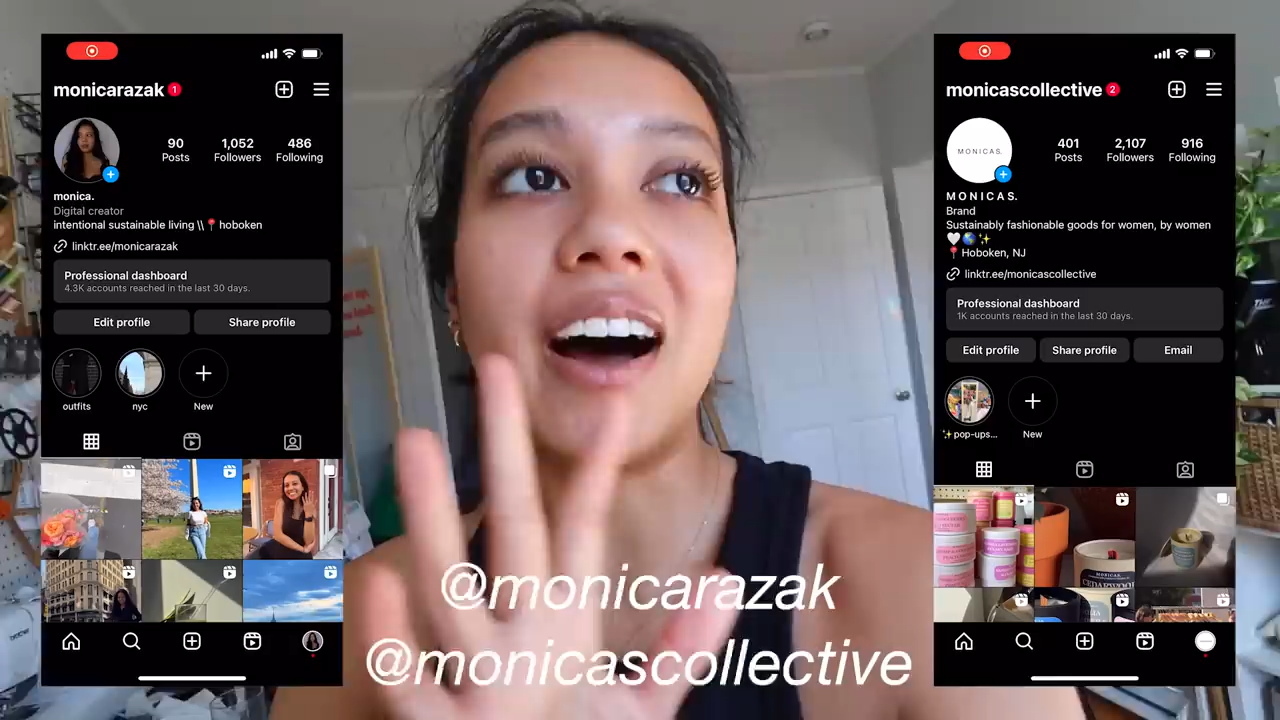 monicarazak 1
90 1,052 486
Posts Followers Following
monica.
Digital creator
intentional sustainable living \\ 📍 hoboken
linktr.ee/monicarazak
Professional dashboard
4.3K accounts reached in the last 30 days.
Edit profile Share profile
outfits nyc New
monicascollective 2
MONICAS.
401 2,107 916
Posts Followers Following
M O N I C A S.
Brand
Sustainably fashionable goods for women, by women
🤍🌎✨
📍 Hoboken, NJ
linktr.ee/monicascollective
Professional dashboard
1K accounts reached in the last 30 days.
Edit profile Share profile Email
✨pop-ups... New
MONICAS.
CEDARWOO
@monicarazak
@monicascollective